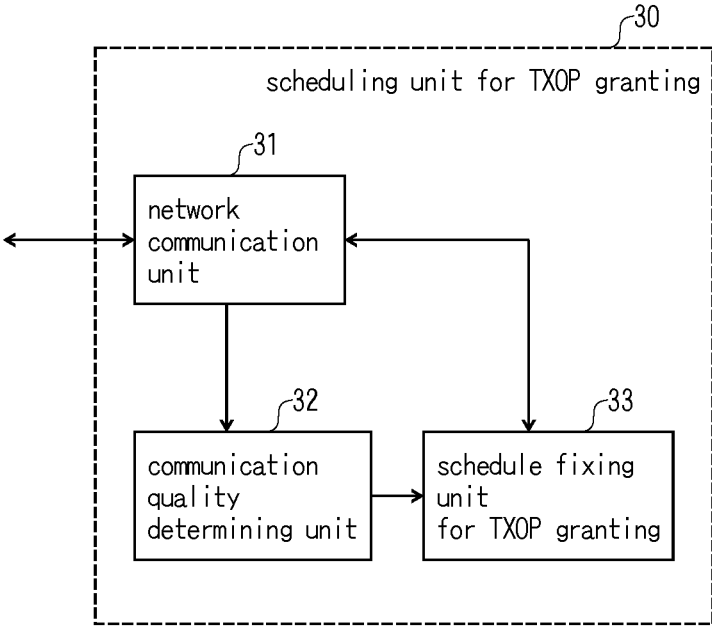 30
scheduling unit for TXOP granting
31
network
communication
unit
32
communication
quality
determining unit
33
schedule fixing
unit
for TXOP granting